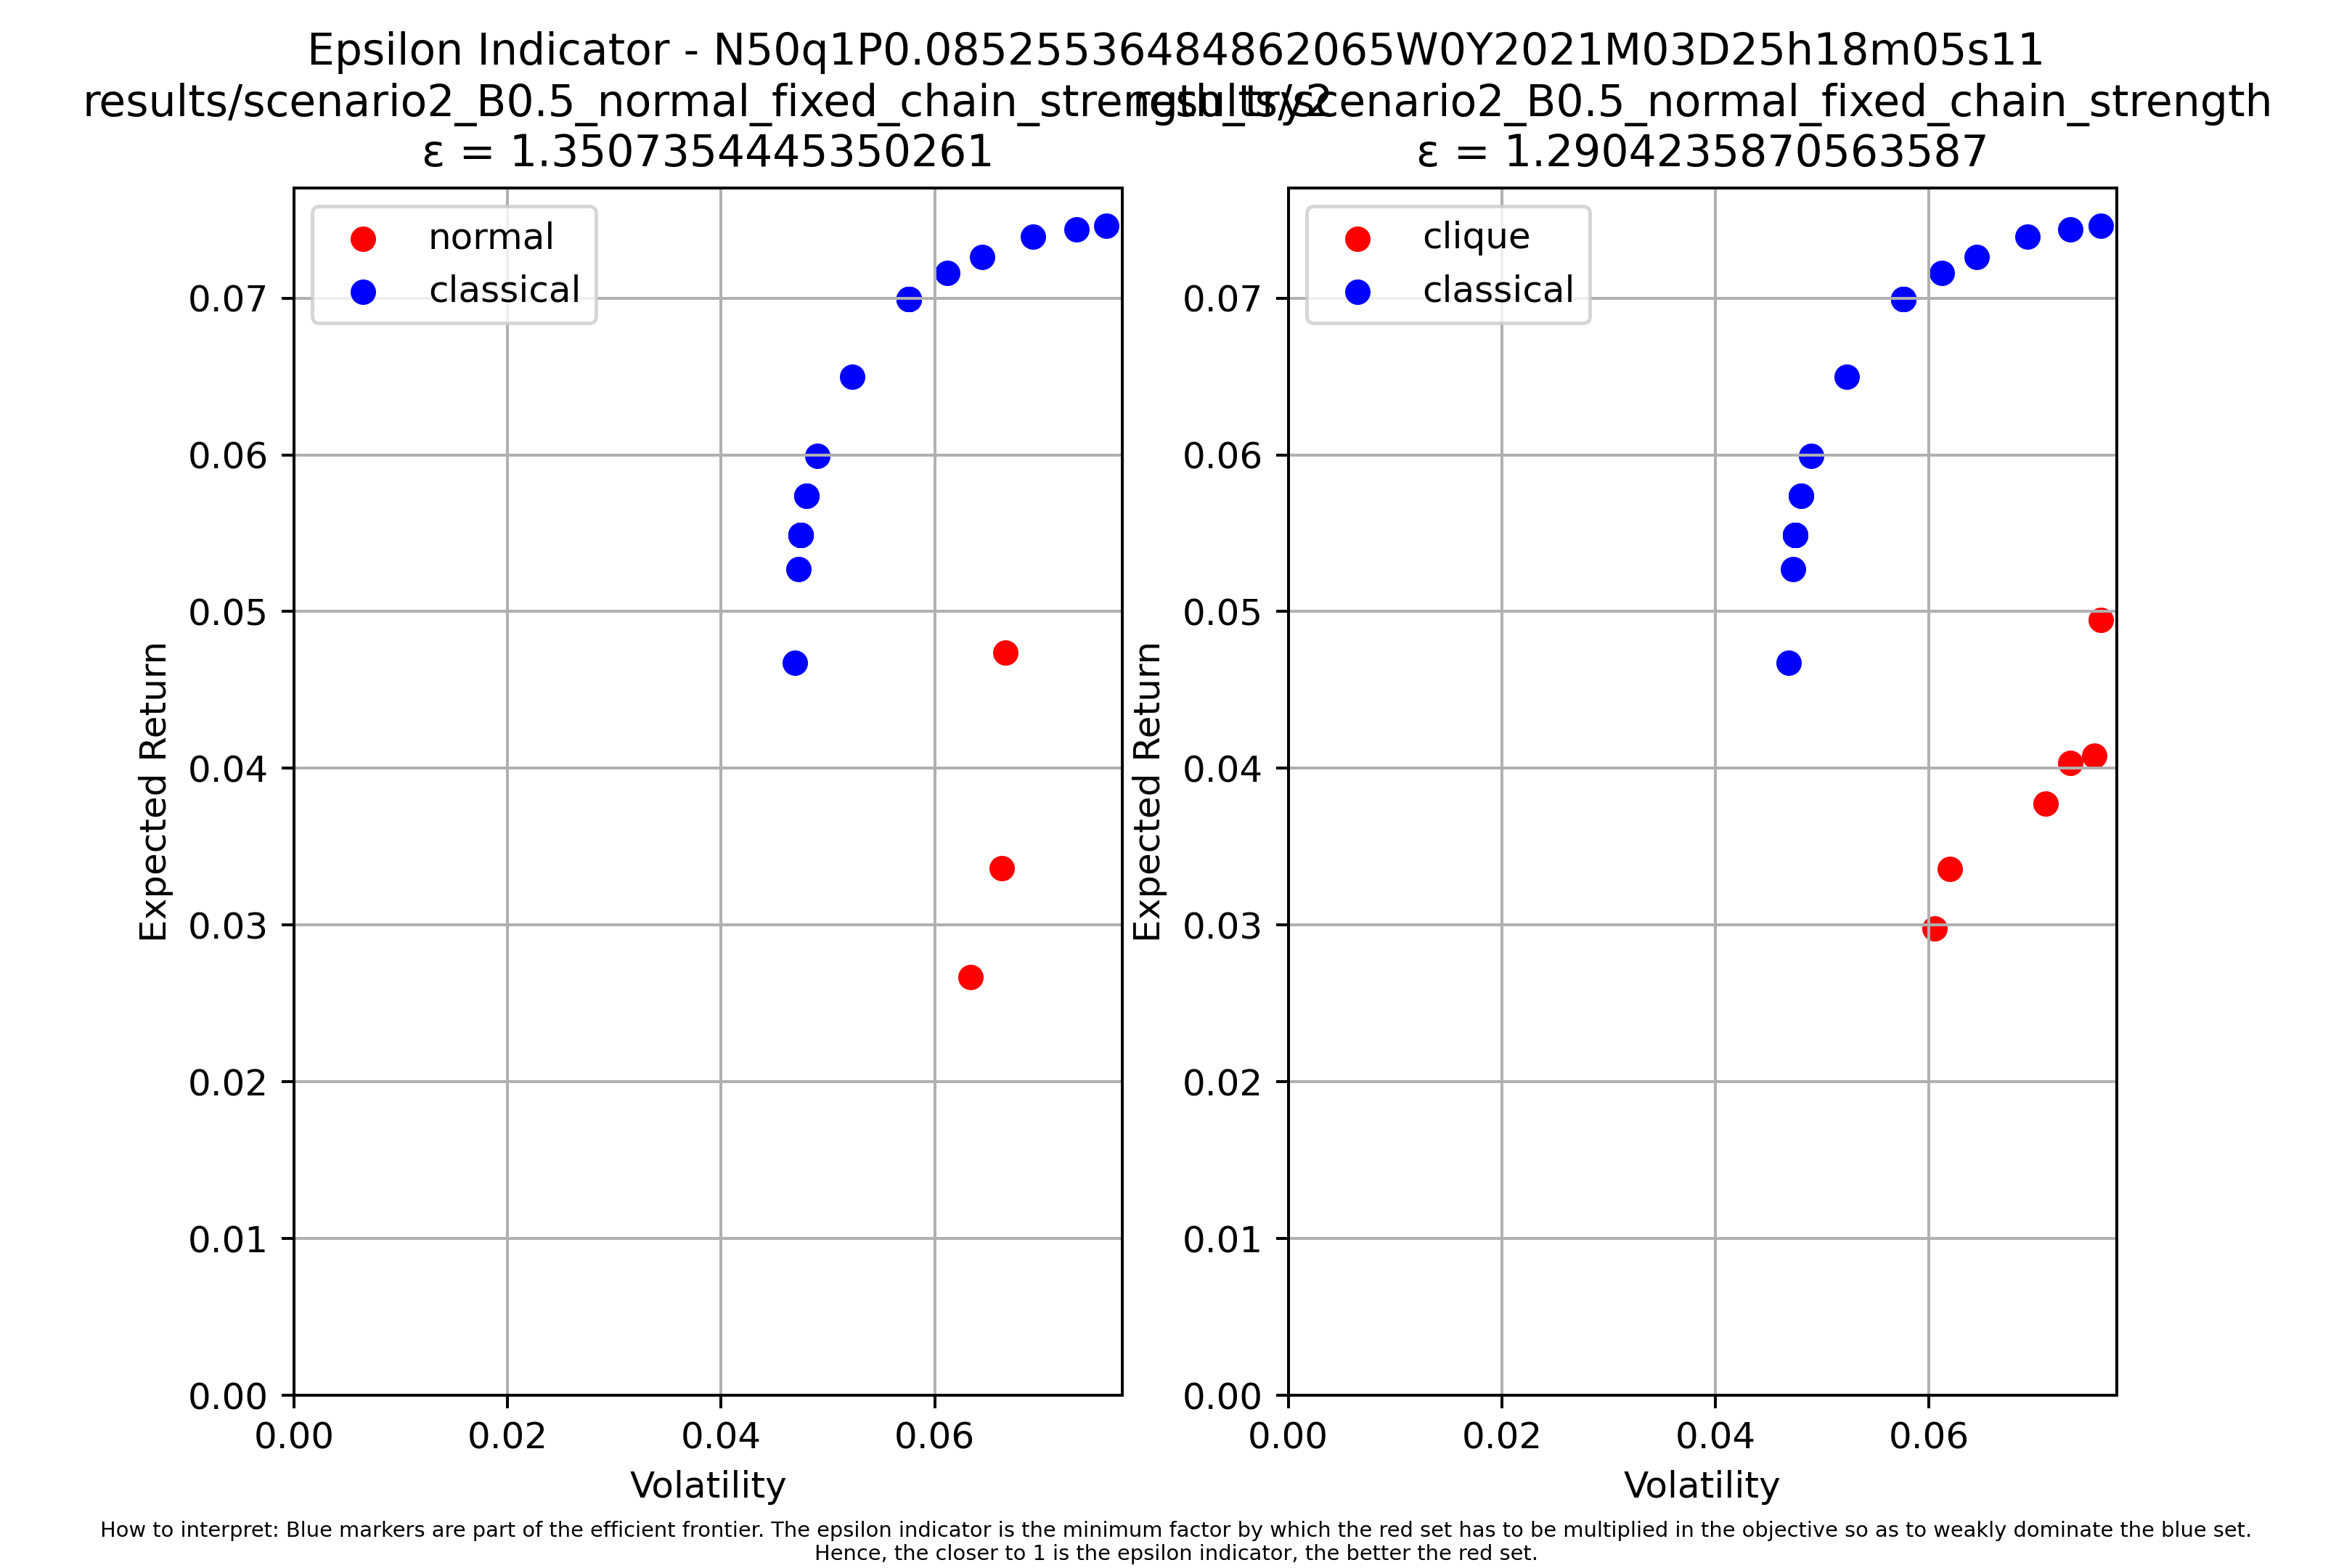 Epsilon Indicator - N50q1P0.08525536484862065W0Y2021M03D25h18m05s11
results/scenario2_B0.5_normal_fixed_chain_strength_try2
results/scenario2_B0.5_normal_fixed_chain_strength
ε = 1.3507354445350261
ε = 1.2904235870563587
normal
classical
clique
classical
Expected Return
0.07
0.06
0.05
0.04
0.03
0.02
0.01
0.00
0.00 0.02 0.04 0.06
Volatility
Expected Return
0.07
0.06
0.05
0.04
0.03
0.02
0.01
0.00
0.00 0.02 0.04 0.06
Volatility
How to interpret: Blue markers are part of the efficient frontier. The epsilon indicator is the minimum factor by which the red set has to be multiplied in the objective so as to weakly dominate the blue set.
Hence, the closer to 1 is the epsilon indicator, the better the red set.